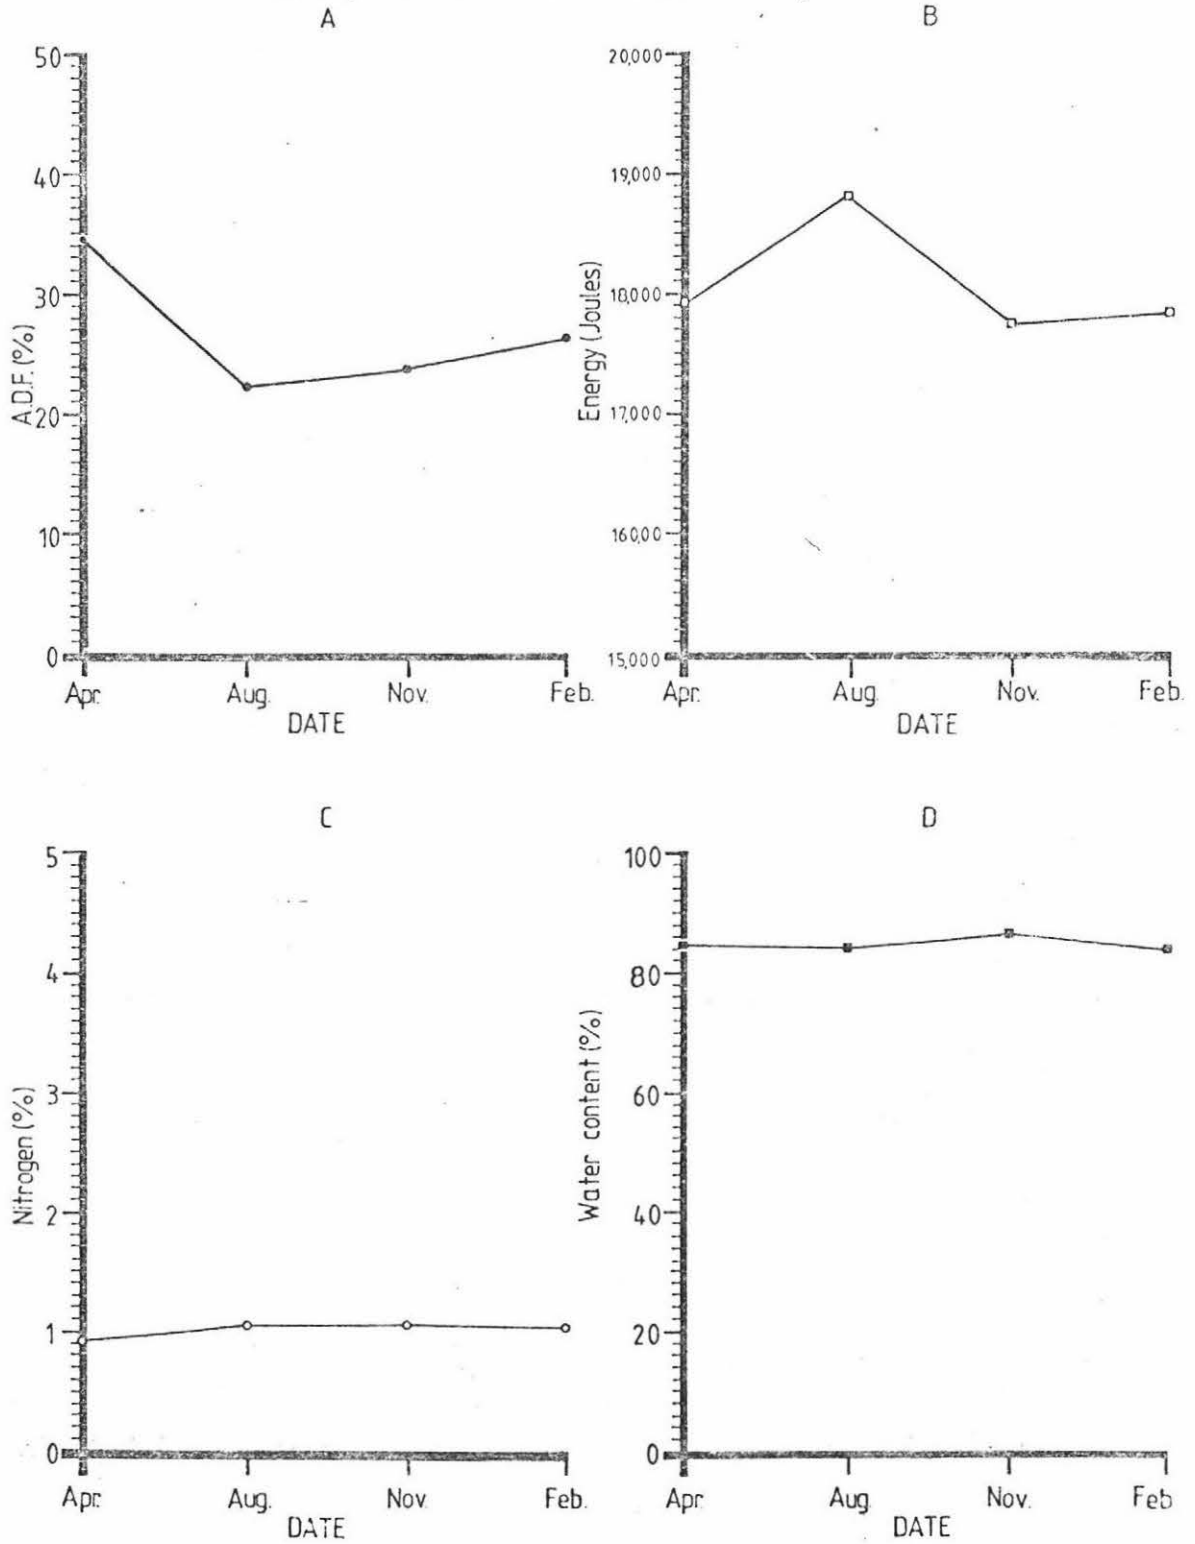 A
50
40
30
20
10
0
A.D.F. (%)
Apr. Aug. Nov. Feb.
DATE
B
20,000
19,000
18,000
17,000
16,000
15,000
Energy (Joules)
Apr. Aug. Nov. Feb.
DATE
C
5
4
3
2
1
0
Nitrogen (%)
Apr. Aug. Nov. Feb.
DATE
D
100
80
60
40
20
0
Water content (%)
Apr. Aug. Nov. Feb
DATE